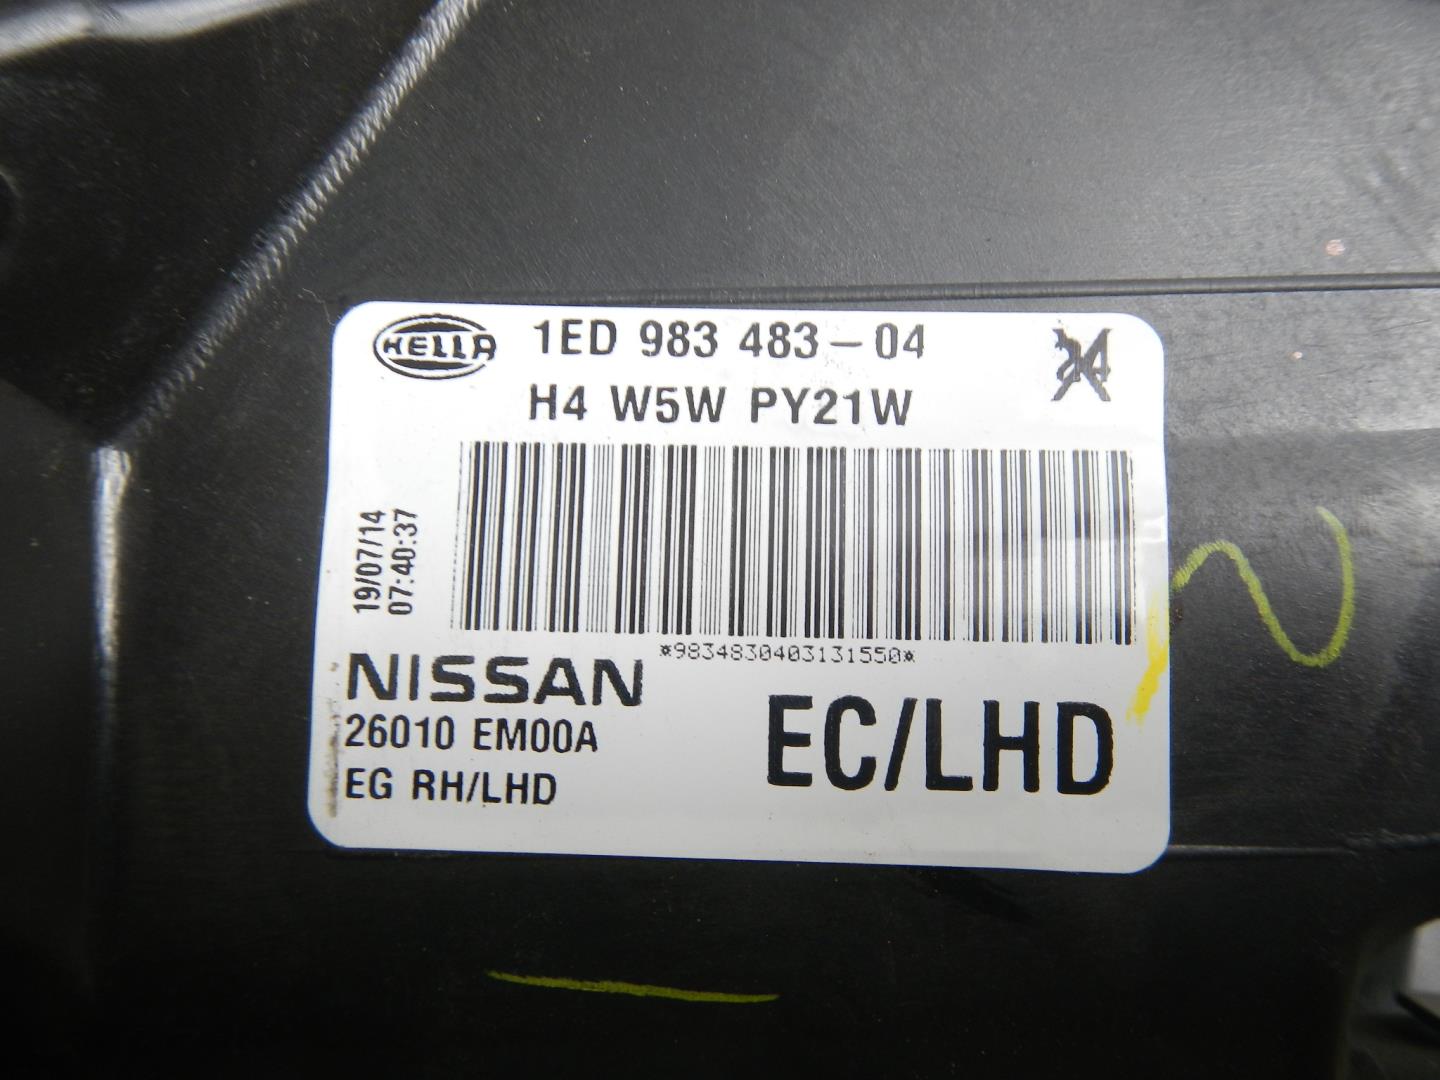 HELLA
1ED 983 483-04
H4 W5W PY21W
19/07/14
07:40:37
*9834830403131550*
NISSAN
26010 EM00A
EG RH/LHD
EC/LHD